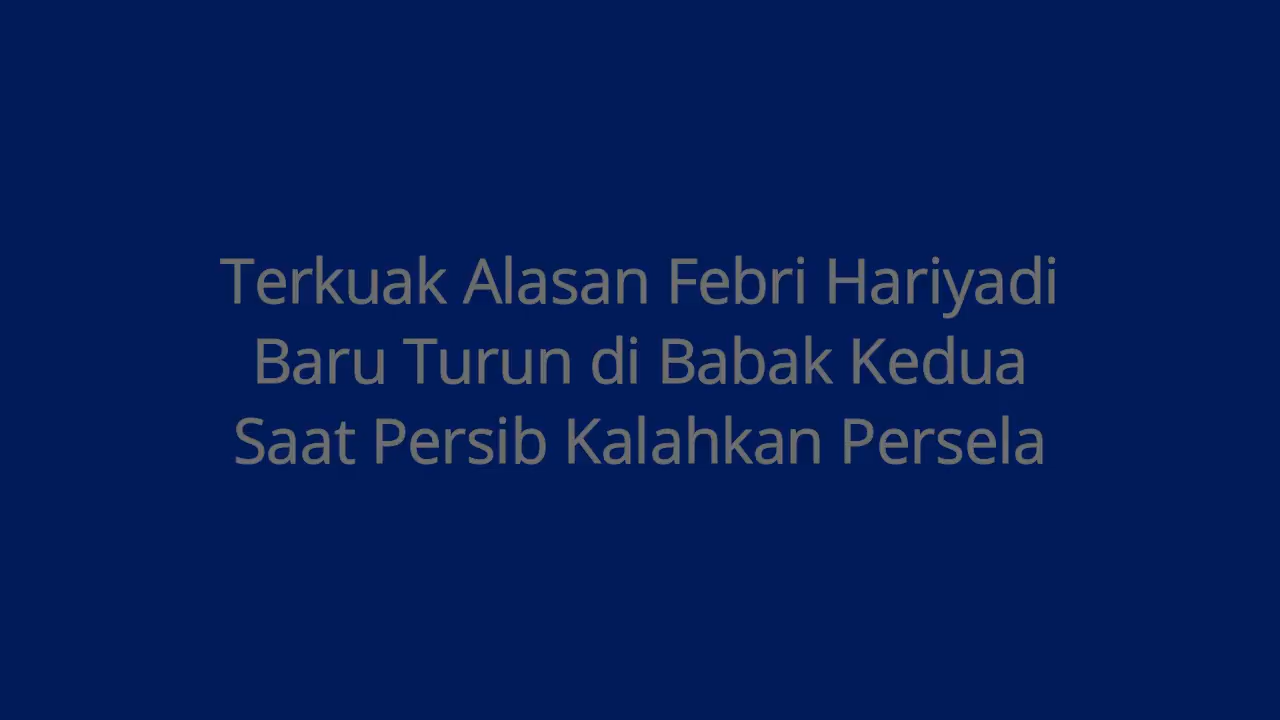 Terkuak Alasan Febri Hariyadi
Baru Turun di Babak Kedua
Saat Persib Kalahkan Persela